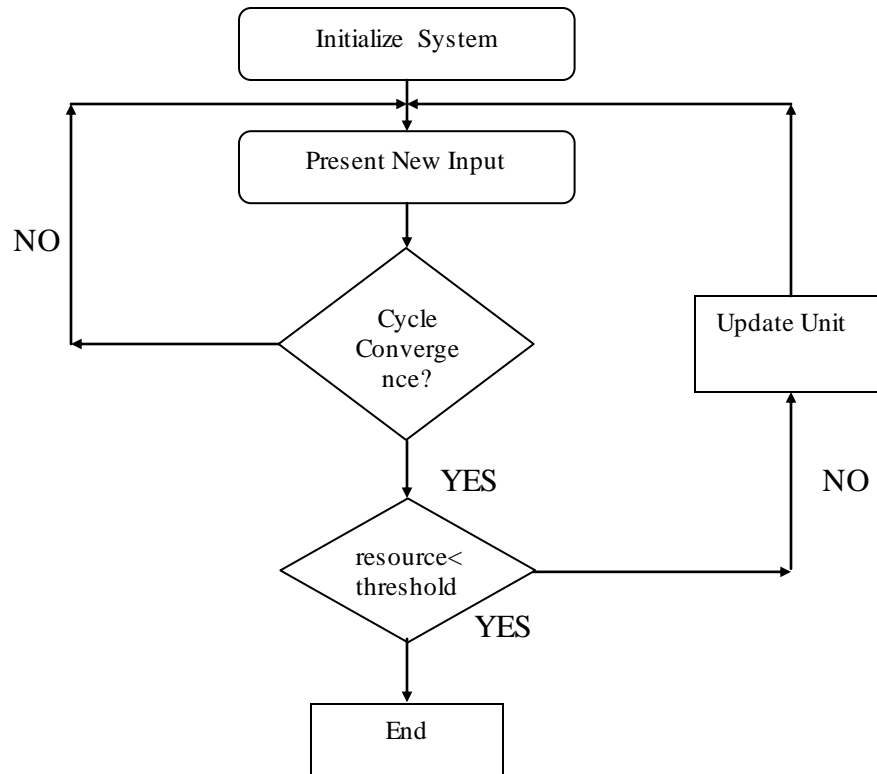 Initialize System
Present New Input
NO
Cycle
Converge
nce?
Update Unit
YES
NO
resource<
threshold
YES
End